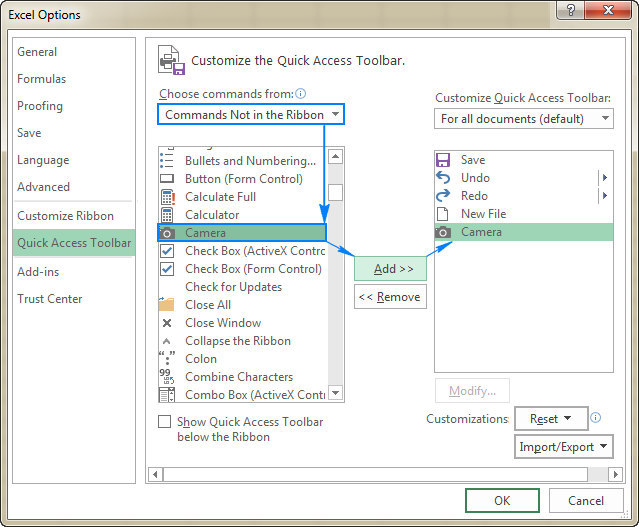 Excel Options
General
Formulas
Proofing
Save
Language
Advanced
Customize Ribbon
Quick Access Toolbar
Add-ins
Trust Center
Customize the Quick Access Toolbar.
Choose commands from:
Commands Not in the Ribbon
Bullets and Numbering...
Button (Form Control)
Calculate Full
Calculator
Camera
Check Box (ActiveX Contro
Check Box (Form Control)
Check for Updates
Close All
Close Window
Collapse the Ribbon
Colon
Combine Characters
Combo Box (ActiveX Contr
Show Quick Access Toolbar
below the Ribbon
Add >>
<< Remove
Customize Quick Access Toolbar:
For all documents (default)
Save
Undo
Redo
New File
Camera
Modify...
Customizations:
Reset
Import/Export
OK
Cancel